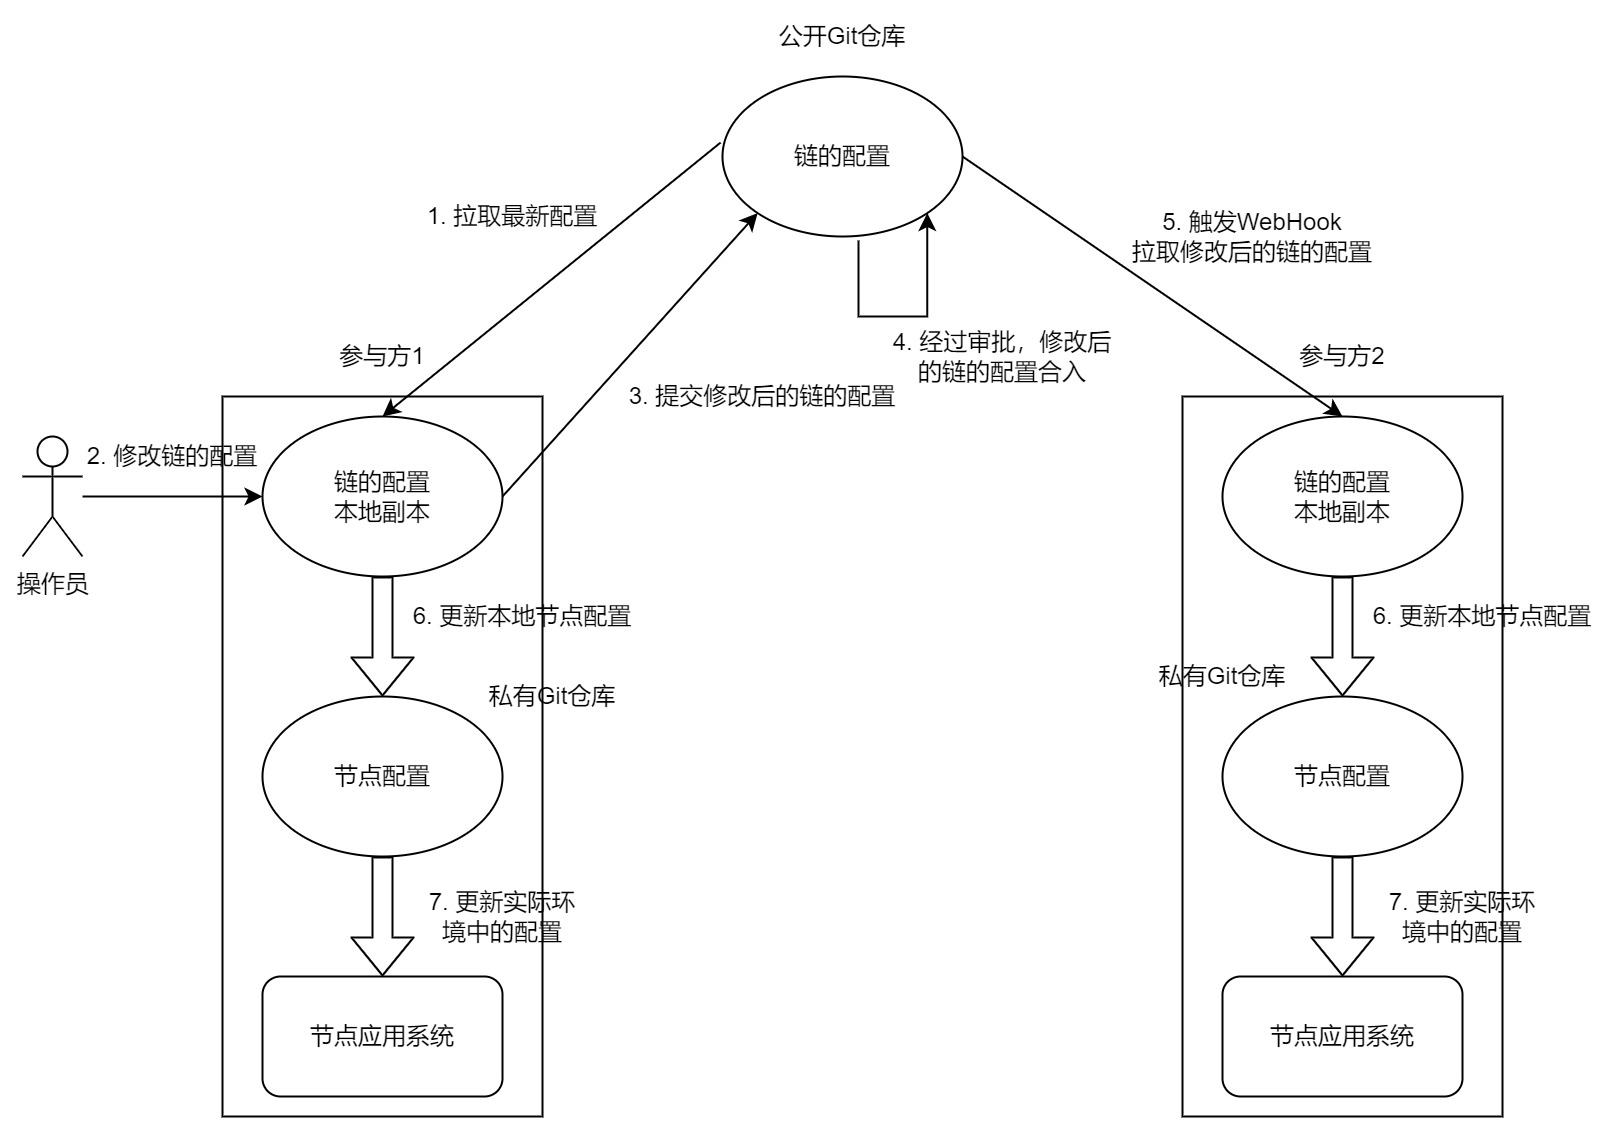 公开Git仓库
链的配置
1. 拉取最新配置
5. 触发WebHook
拉取修改后的链的配置
4. 经过审批，修改后
的链的配置合入
参与方1
参与方2
3. 提交修改后的链的配置
2. 修改链的配置
链的配置
本地副本
链的配置
本地副本
操作员
6. 更新本地节点配置
6. 更新本地节点配置
私有Git仓库
私有Git仓库
节点配置
节点配置
7. 更新实际环
境中的配置
7. 更新实际环
境中的配置
节点应用系统
节点应用系统